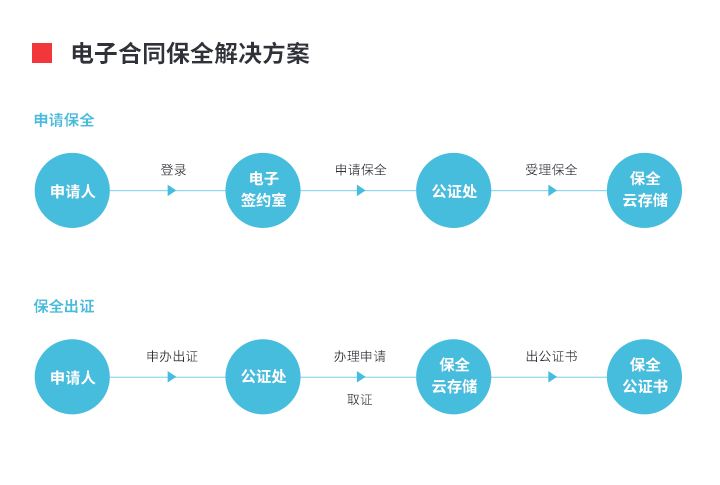 电子合同保全解决方案
申请保全
申请人
登录
电子
签约室
申请保全
公证处
受理保全
保全
云存储
保全出证
申请人
申办出证
公证处
办理申请
取证
保全
云存储
出公证书
保全
公证书